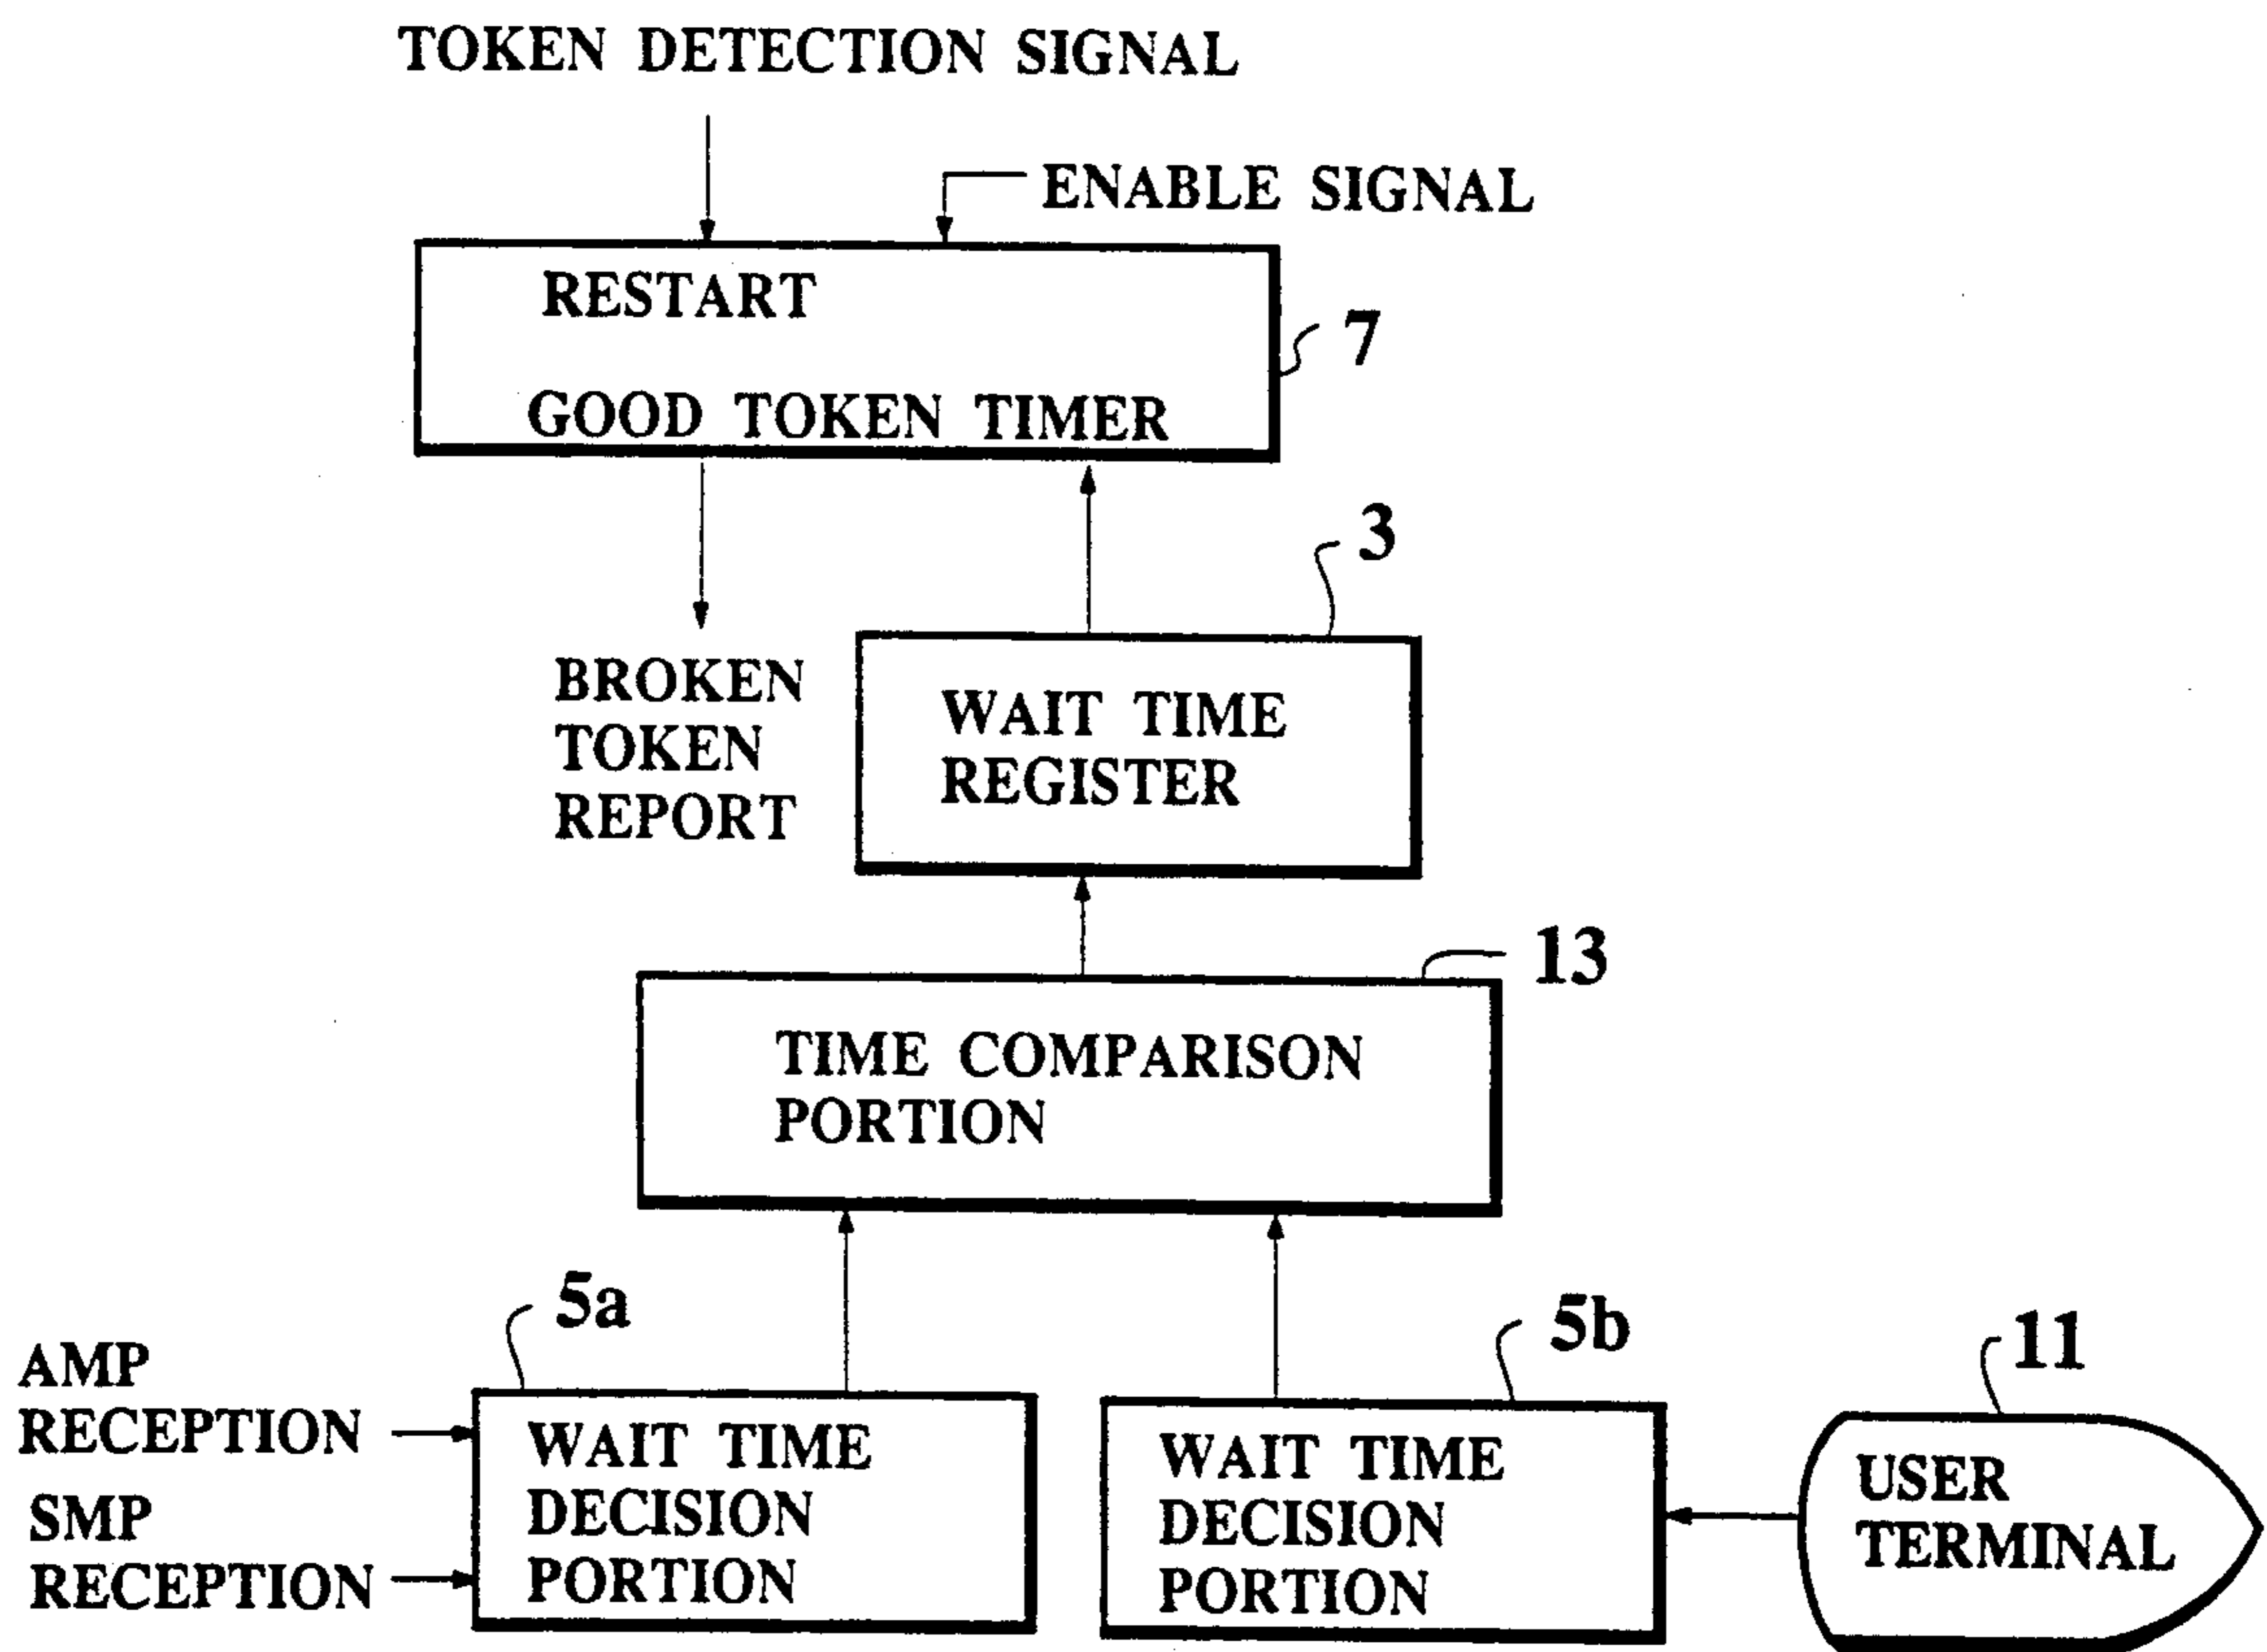 TOKEN DETECTION SIGNAL
ENABLE SIGNAL
RESTART
7
GOOD TOKEN TIMER
3
BROKEN
TOKEN
REPORT
WAIT TIME
REGISTER
13
TIME COMPARISON
PORTION
5a
5b
11
AMP
RECEPTION
SMP
RECEPTION
WAIT TIME
DECISION
PORTION
WAIT TIME
DECISION
PORTION
USER
TERMINAL